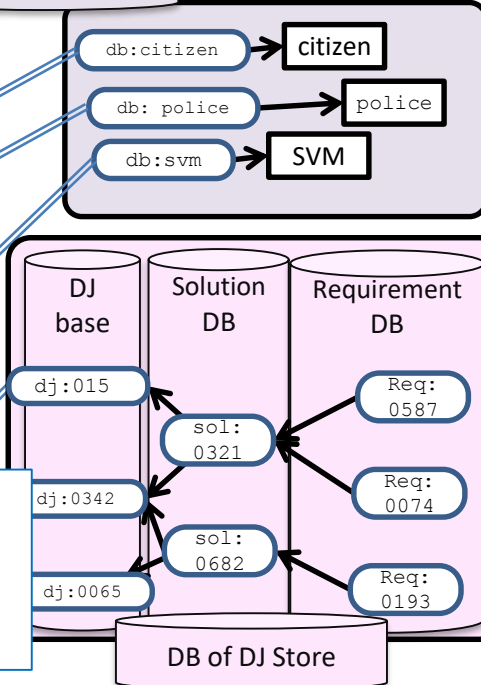 db:citizen
citizen
db: police
police
db:svm
SVM
DJ
base
Solution
DB
Requirement
DB
dj:015
sol:
0321
Req:
0587
dj:0342
Req:
0074
sol:
0682
dj:0065
Req:
0193
DB of DJ Store